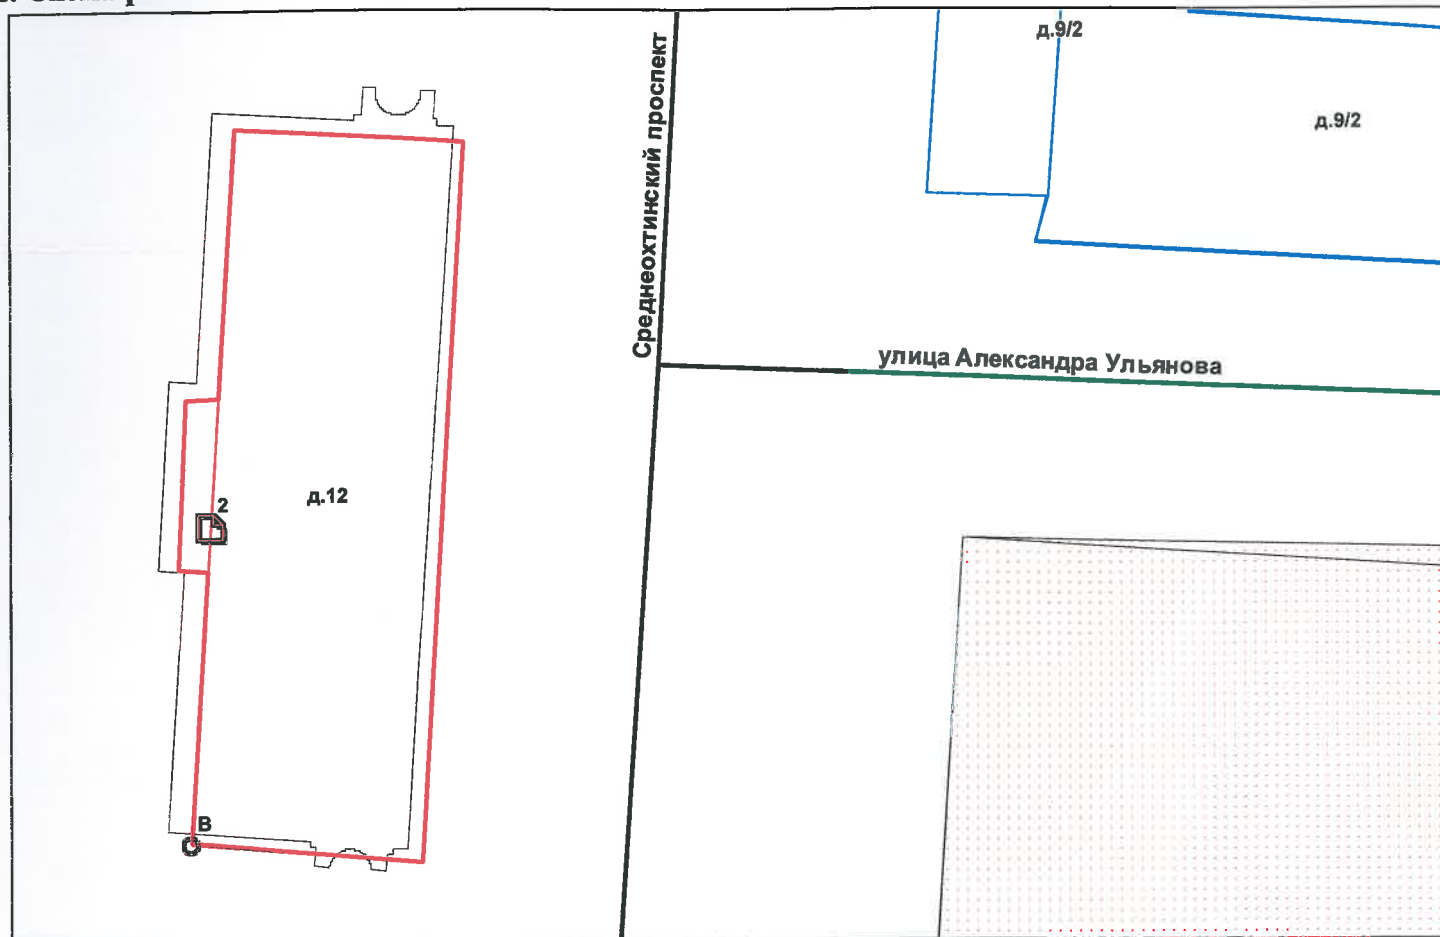 д.9/2
д.9/2
Среднеохтинский проспект
улица Александра Ульянова
2
д.12
В